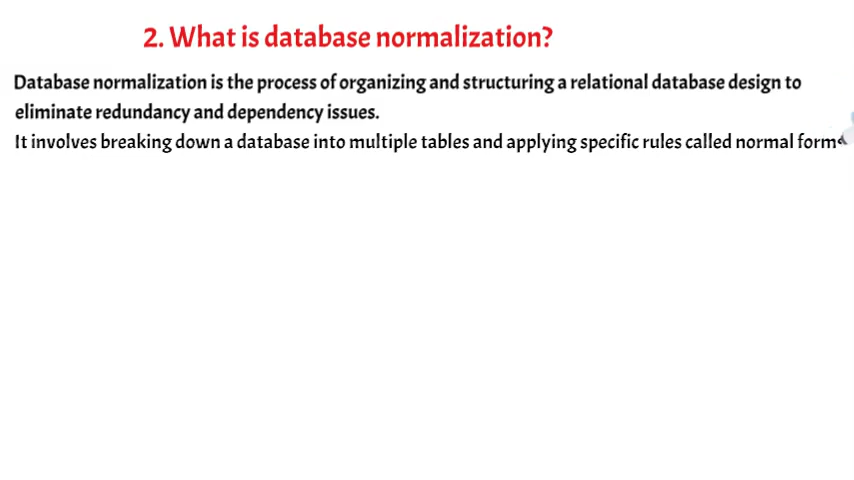 2. What is database normalization?
Database normalization is the process of organizing and structuring a relational database design to
eliminate redundancy and dependency issues.
It involves breaking down a database into multiple tables and applying specific rules called normal forms